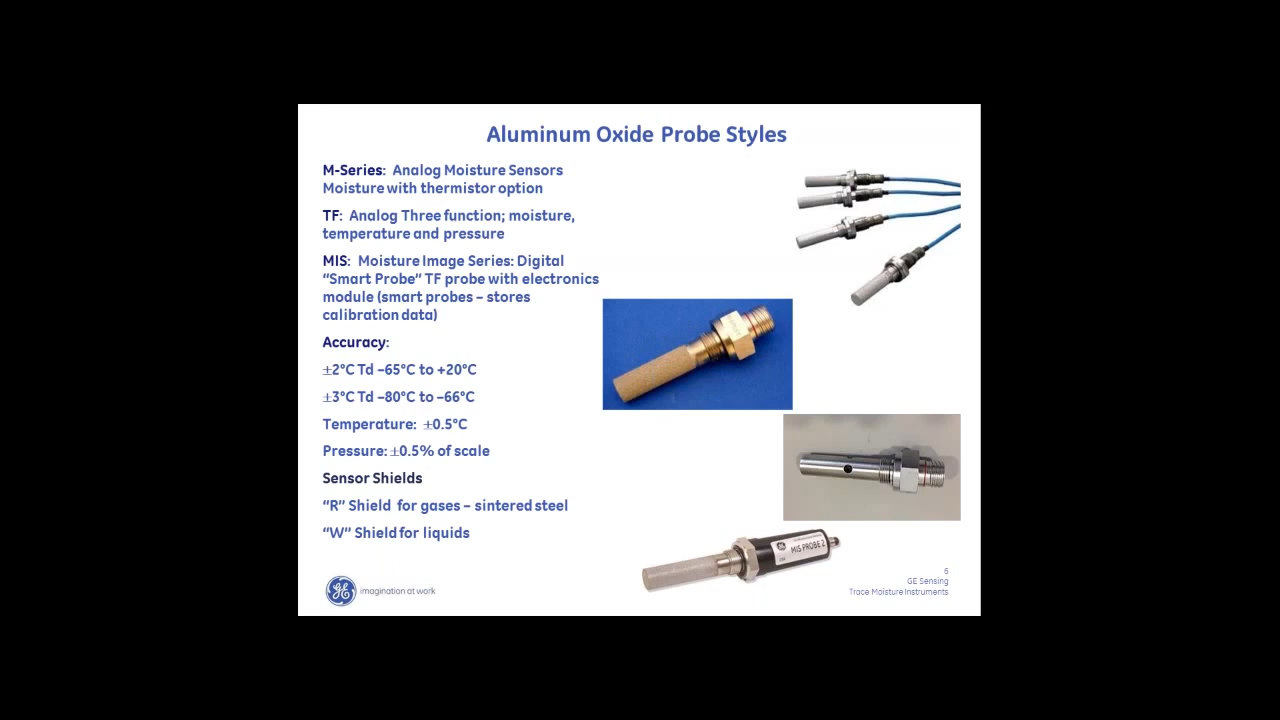 Aluminum Oxide Probe Styles
M-Series:  Analog Moisture Sensors
Moisture with thermistor option
TF:  Analog Three function; moisture,
temperature and pressure
MIS:  Moisture Image Series: Digital
“Smart Probe” TF probe with electronics
module (smart probes – stores
calibration data)
Accuracy:
±2°C Td –65°C to +20°C
±3°C Td –80°C to –66°C
Temperature:  ±0.5°C
Pressure: ±0.5% of scale
Sensor Shields
“R” Shield  for gases – sintered steel
“W” Shield for liquids
MIS PROBE 2
GE imagination at work
6
GE Sensing
Trace Moisture Instruments